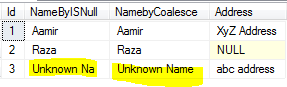 Id NameByISNull NamebyCoalesce Address
1 Aamir Aamir XyZ Address
2 Raza Raza NULL
3 Unknown Na Unknown Name abc address